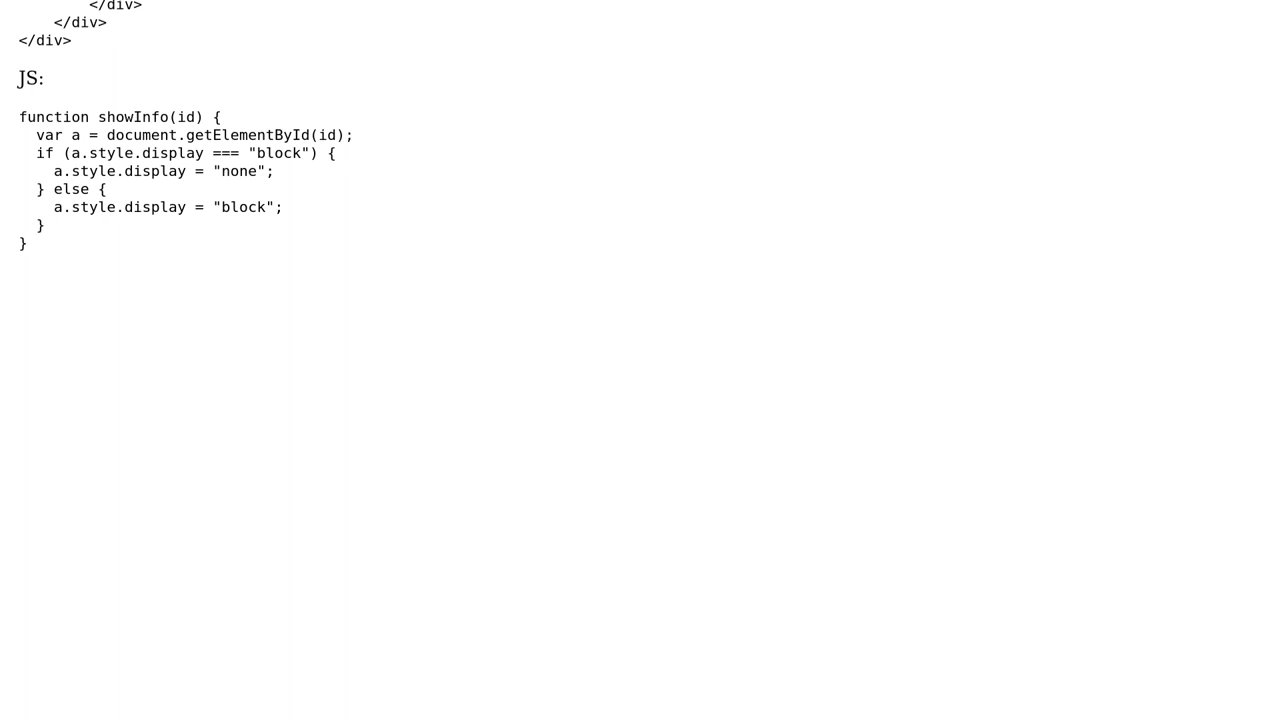 </div>
    </div>
</div>
JS:
function showInfo(id) {
  var a = document.getElementById(id);
  if (a.style.display === "block") {
    a.style.display = "none";
  } else {
    a.style.display = "block";
  }
}